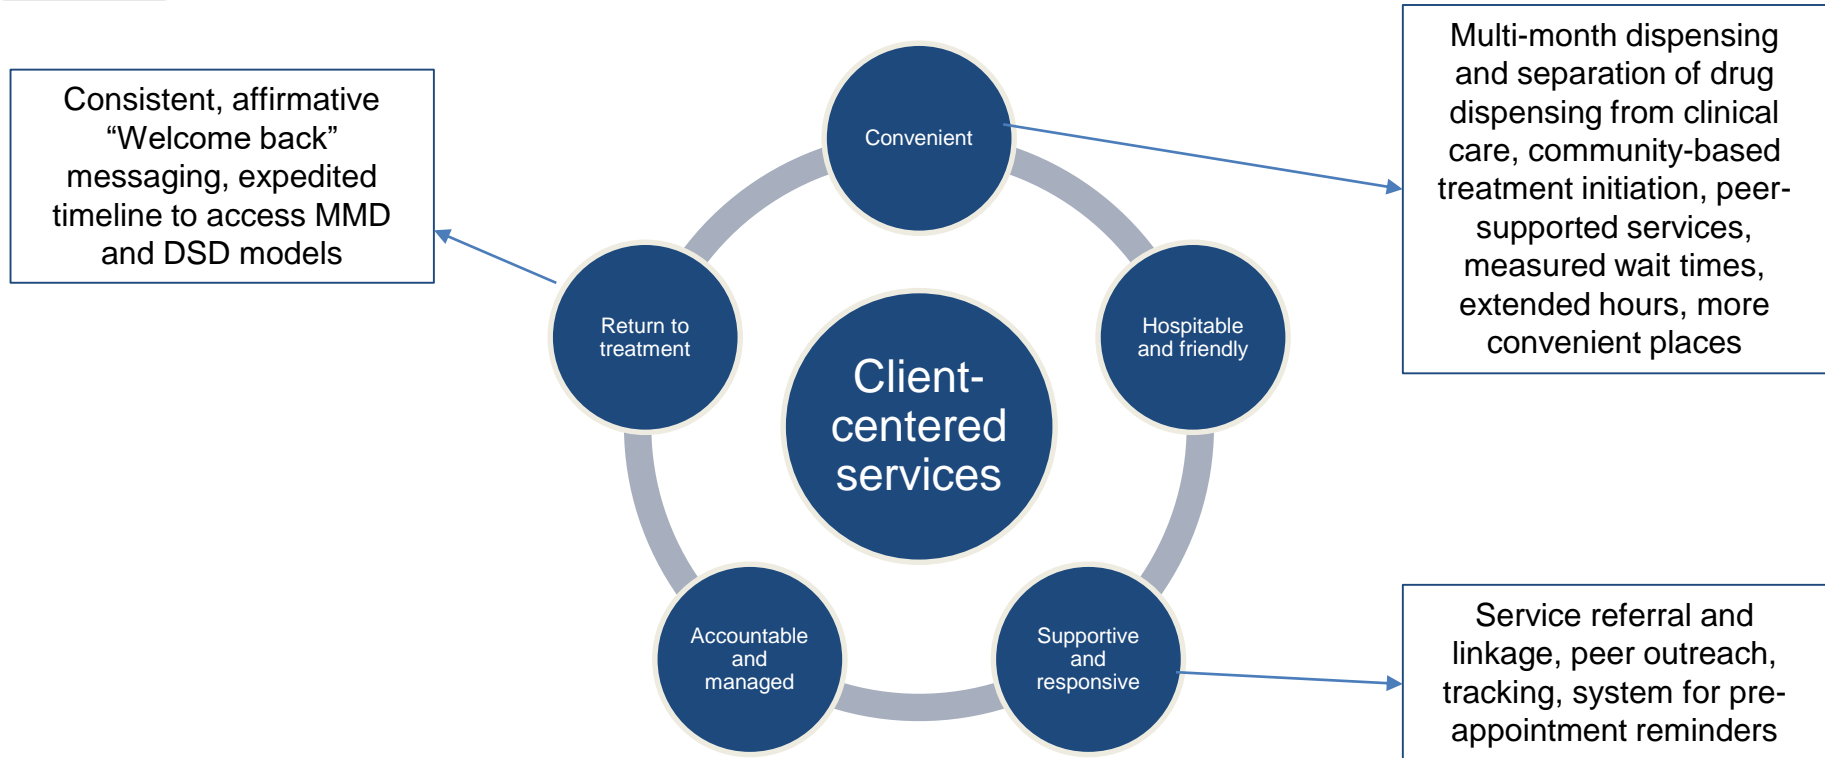 Consistent, affirmative
“Welcome back”
messaging, expedited
timeline to access MMD
and DSD models
Convenient
Multi-month dispensing
and separation of drug
dispensing from clinical
care, community-based
treatment initiation, peer-
supported services,
measured wait times,
extended hours, more
convenient places
Return to
treatment
Hospitable
and friendly
Client-
centered
services
Accountable
and
managed
Supportive
and
responsive
Service referral and
linkage, peer outreach,
tracking, system for pre-
appointment reminders